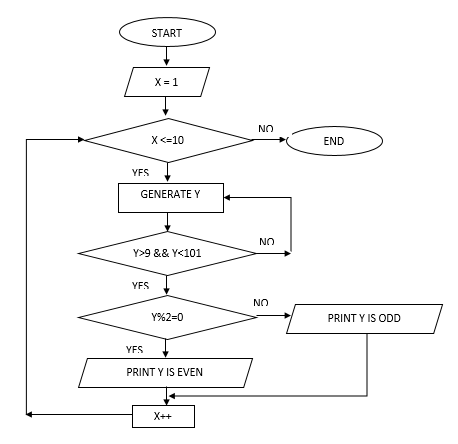 START
X = 1
X <=10
NO
END
YES
GENERATE Y
Y>9 && Y<101
NO
YES
Y%2=0
NO
PRINT Y IS ODD
YES
PRINT Y IS EVEN
X++